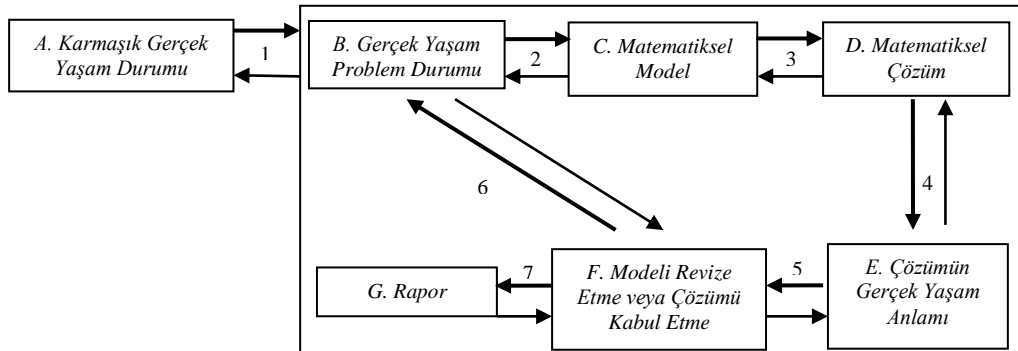 A. Karmaşık Gerçek
Yaşam Durumu
1
B. Gerçek Yaşam
Problem Durumu
2
C. Matematiksel
Model
3
D. Matematiksel
Çözüm
4
6
G. Rapor
7
F. Modeli Revize
Etme veya Çözümü
Kabul Etme
5
E. Çözümün
Gerçek Yaşam
Anlamı